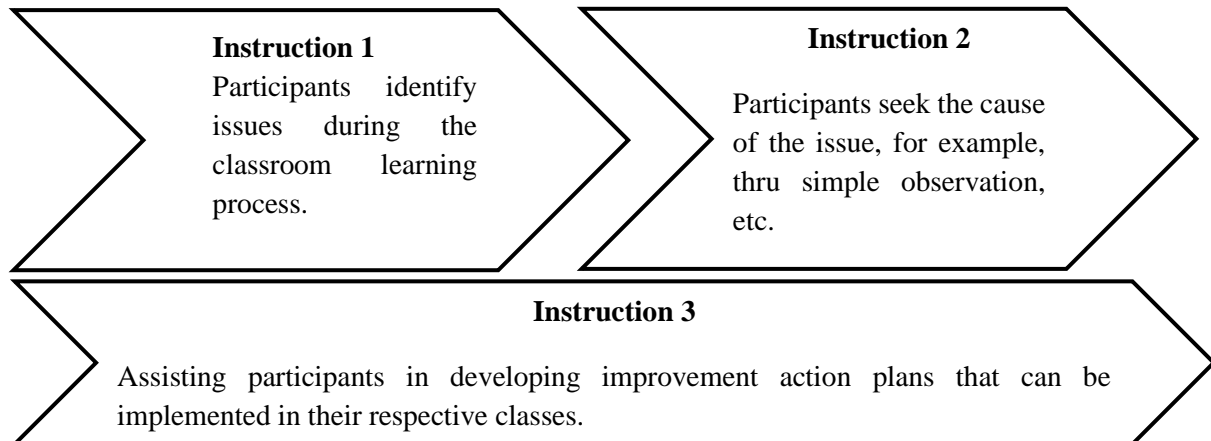 Instruction 1
Participants identify
issues during the
classroom learning
process.
Instruction 2
Participants seek the cause
of the issue, for example,
thru simple observation,
etc.
Instruction 3
Assisting participants in developing improvement action plans that can be
implemented in their respective classes.